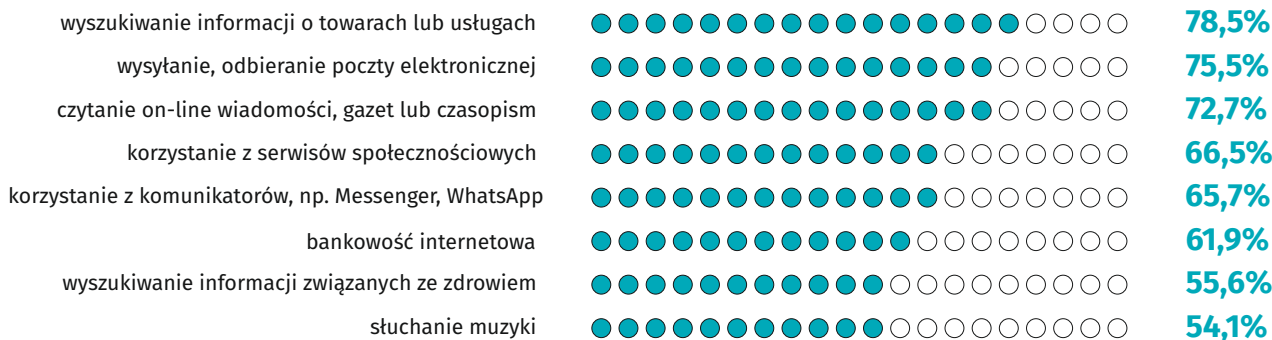 wyszukiwanie informacji o towarach lub usługach 78,5%
wysyłanie, odbieranie poczty elektronicznej 75,5%
czytanie on-line wiadomości, gazet lub czasopism 72,7%
korzystanie z serwisów społecznościowych 66,5%
korzystanie z komunikatorów, np. Messenger, WhatsApp 65,7%
bankowość internetowa 61,9%
wyszukiwanie informacji związanych ze zdrowiem 55,6%
słuchanie muzyki 54,1%